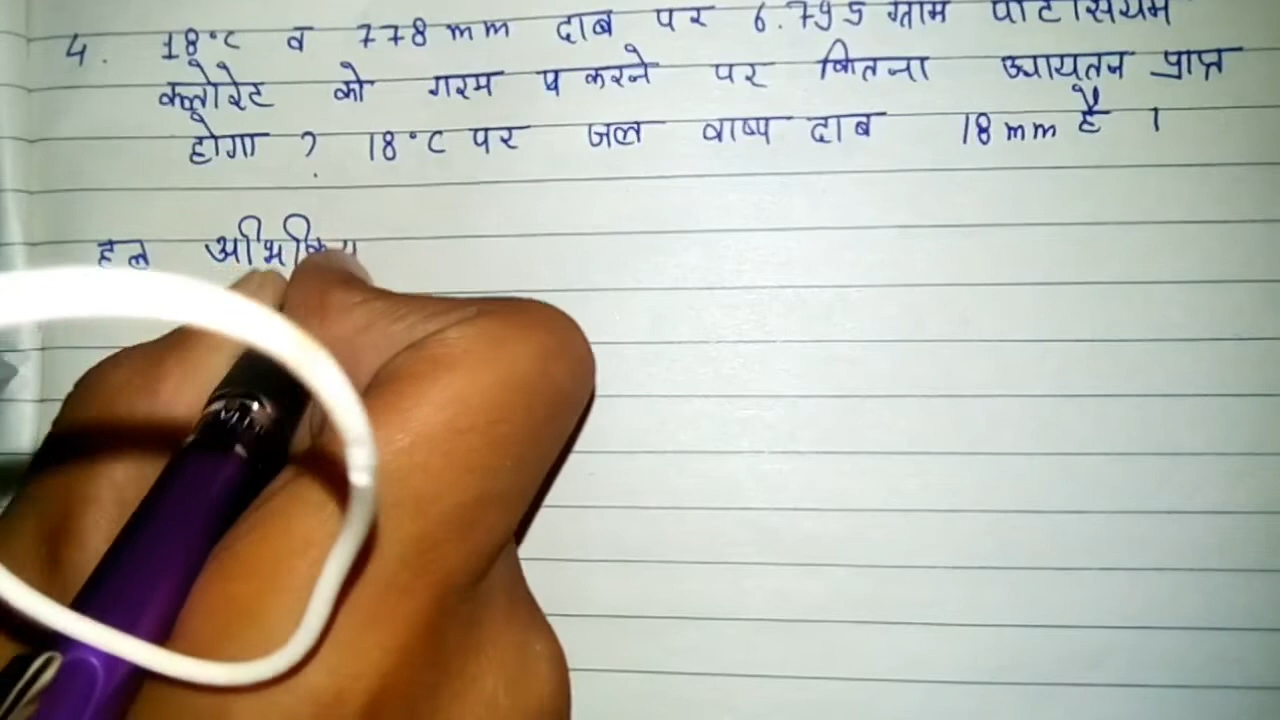 4. 18°C व 778 mm दाब पर 6.795 ग्राम पोटेशियम
क्लोरेट को गरम करने पर कितना आयतन प्राप्त
होगा ? 18°C पर जल वाष्प दाब 18 mm है ।
हल अभिक्रिय